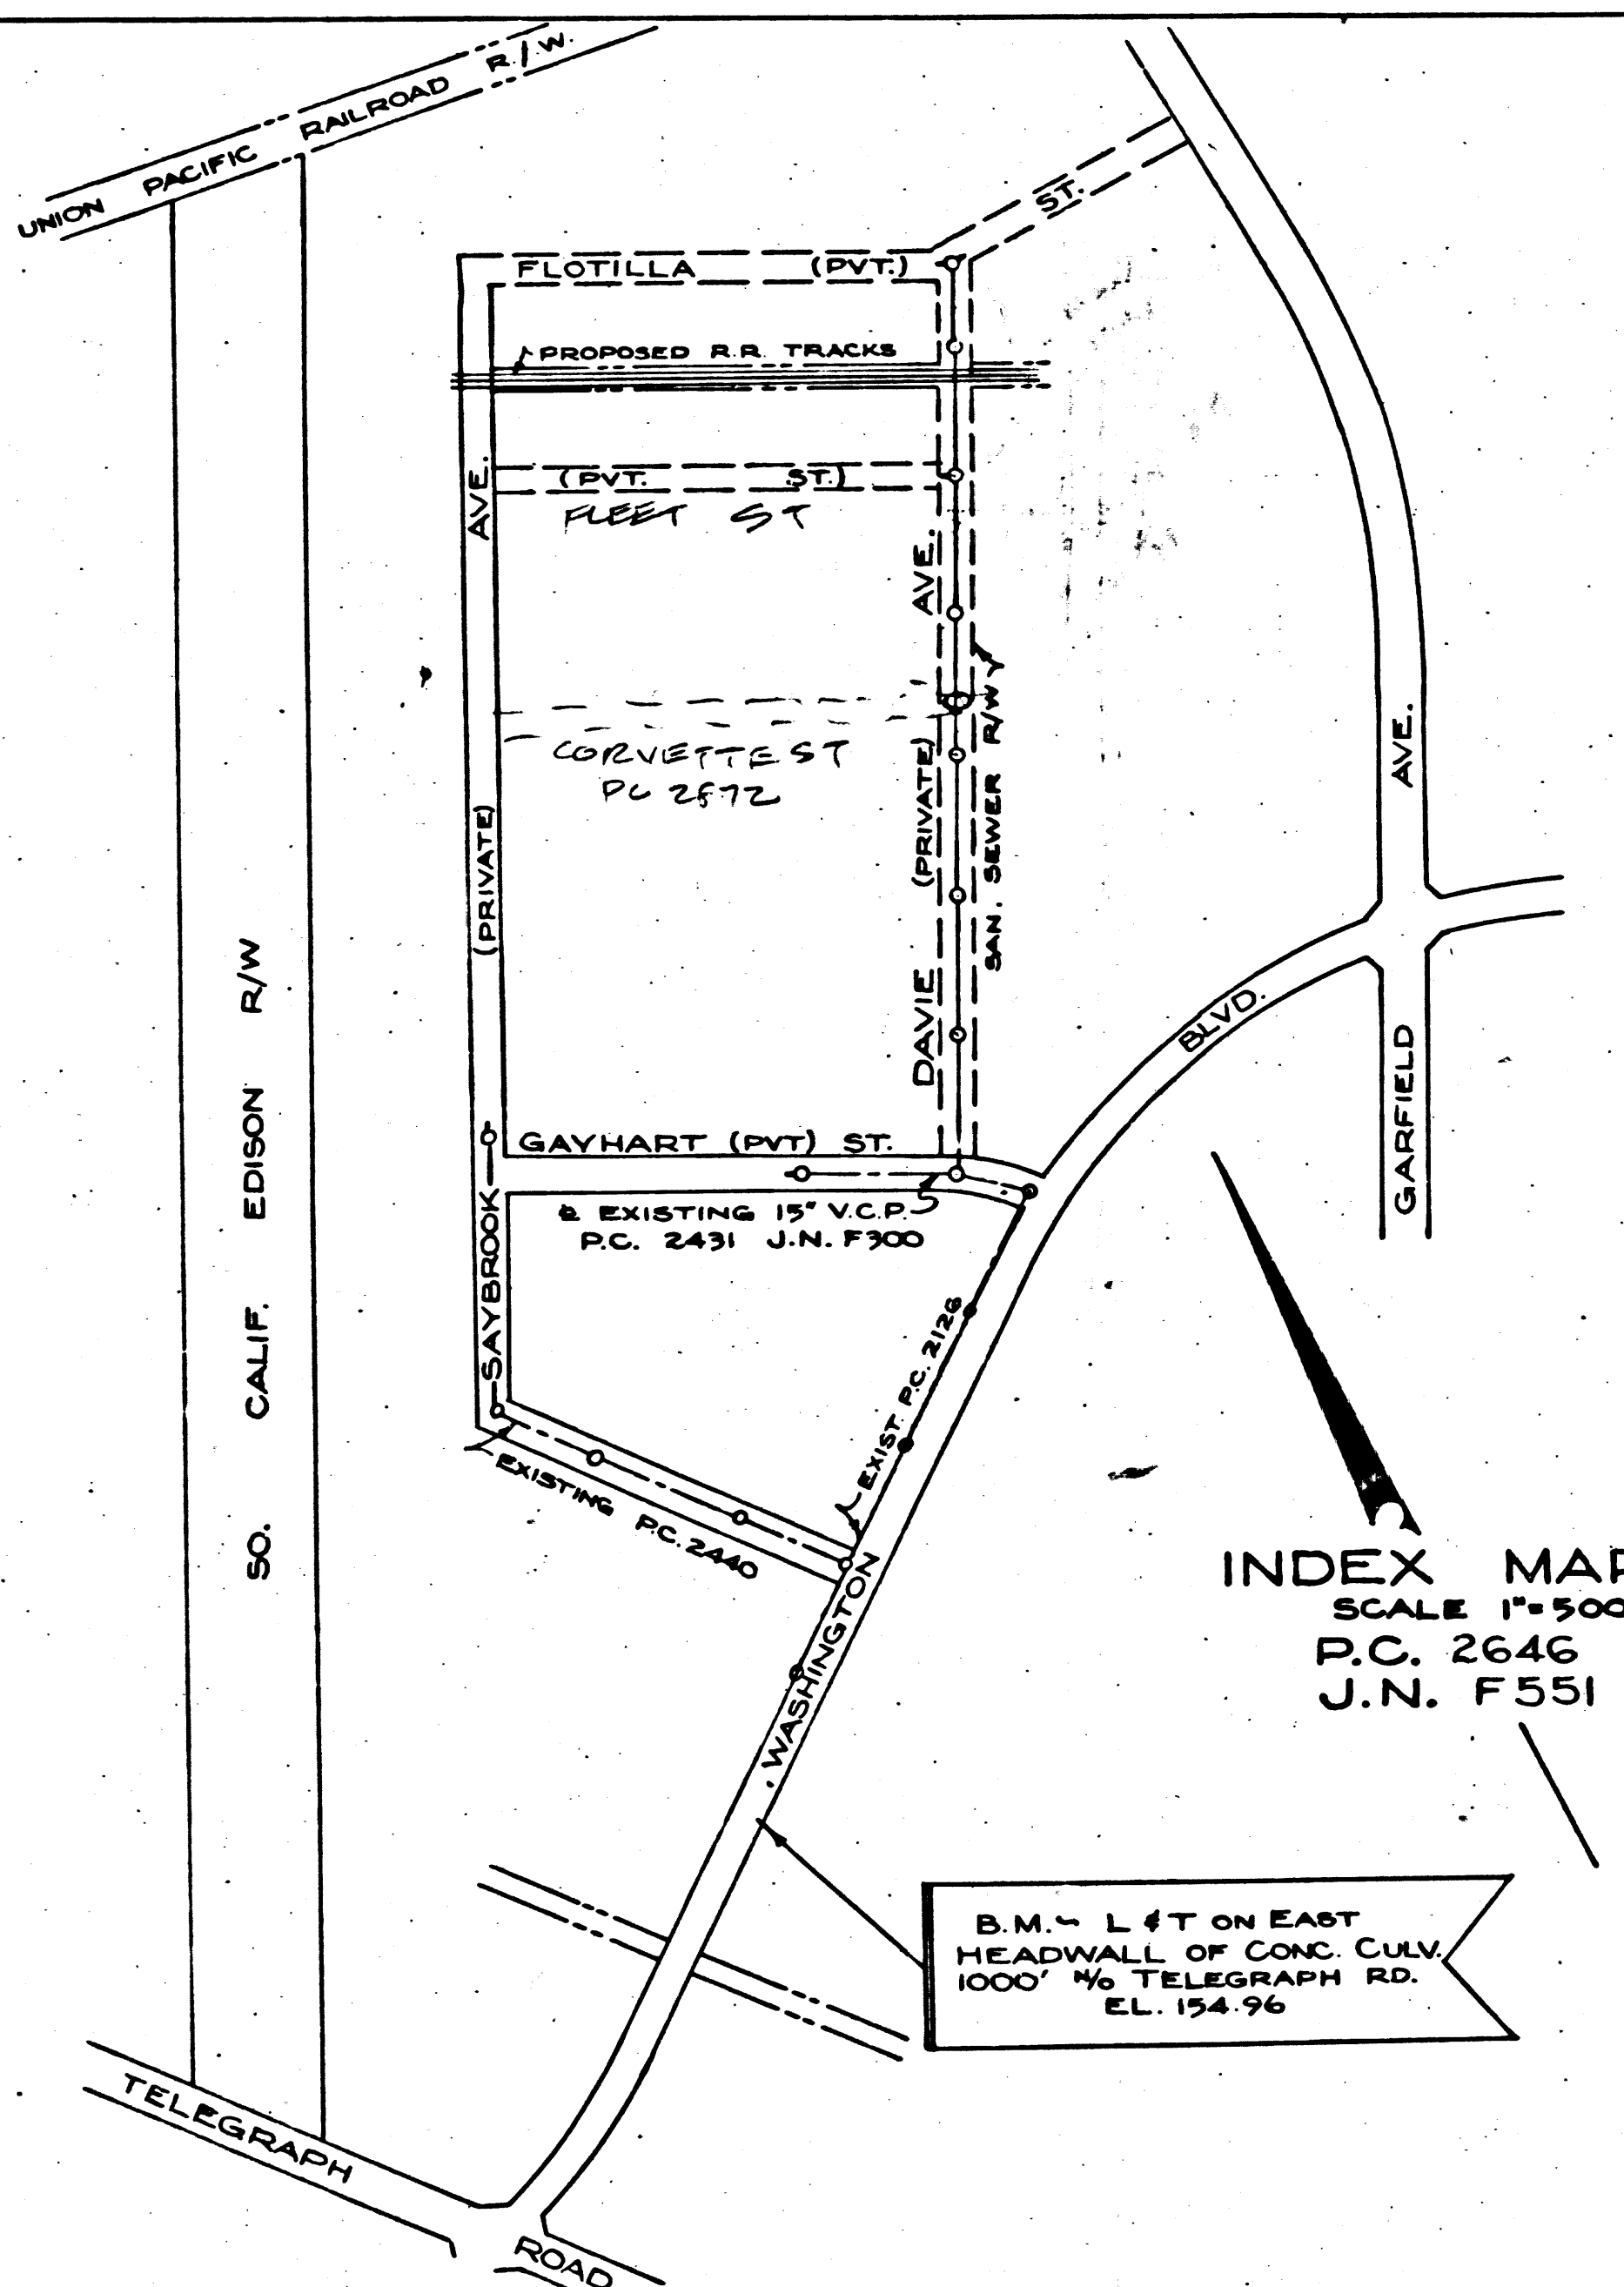 UNION PACIFIC RAILROAD R/W.
FLOTILLA (PVT.) ST.
PROPOSED R.R. TRACKS
(PVT. ST.)
FLEET ST
SAYBROOK (PRIVATE) AVE.
DAVIE (PRIVATE) AVE.
SAN. SEWER R/WY
CORVETTE ST
GARFIELD AVE.
SO. CALIF. EDISON R/W
GAYHART (PVT) ST.
EXISTING 15" V.C.P.
P.C. 2431 J.N. F300
EXIST. P.C. 2126
EXISTING P.C. 2440
WASHINGTON BLVD.
INDEX MAP
SCALE 1"=500
P.C. 2646
J.N. F551
B.M.~ L & T ON EAST
HEADWALL OF CONC. CULV.
1000' N/o TELEGRAPH RD.
EL. 154.96
TELEGRAPH ROAD